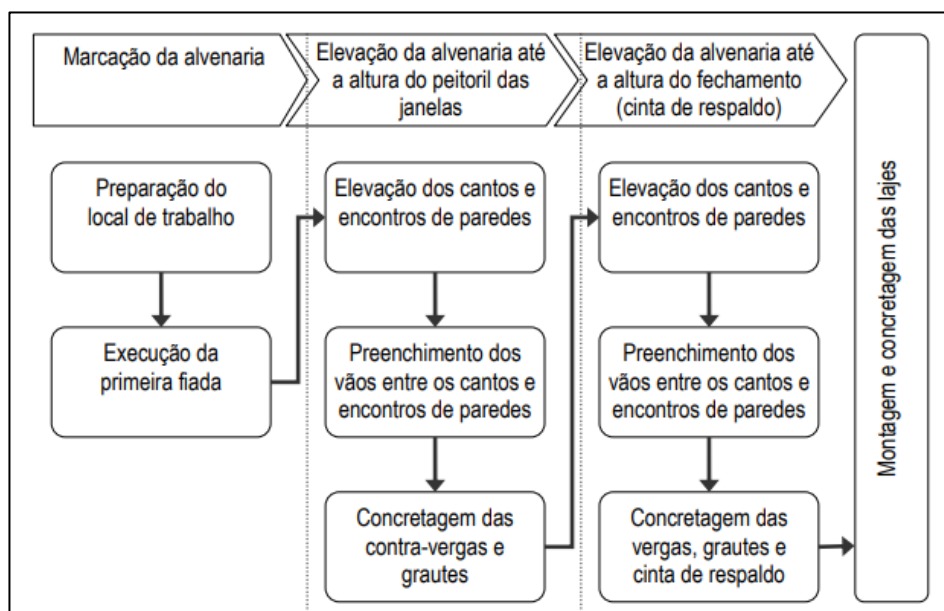 Marcação da alvenaria
Elevação da alvenaria até
a altura do peitoril das
janelas
Elevação da alvenaria até
a altura do fechamento
(cinta de respaldo)
Preparação do
local de trabalho
Execução da
primeira fiada
Elevação dos cantos e
encontros de paredes
Preenchimento dos
vãos entre os cantos e
encontros de paredes
Concretagem das
contra-vergas e
grautes
Elevação dos cantos e
encontros de paredes
Preenchimento dos
vãos entre os cantos e
encontros de paredes
Concretagem das
vergas, grautes e
cinta de respaldo
Montagem e concretagem das lajes